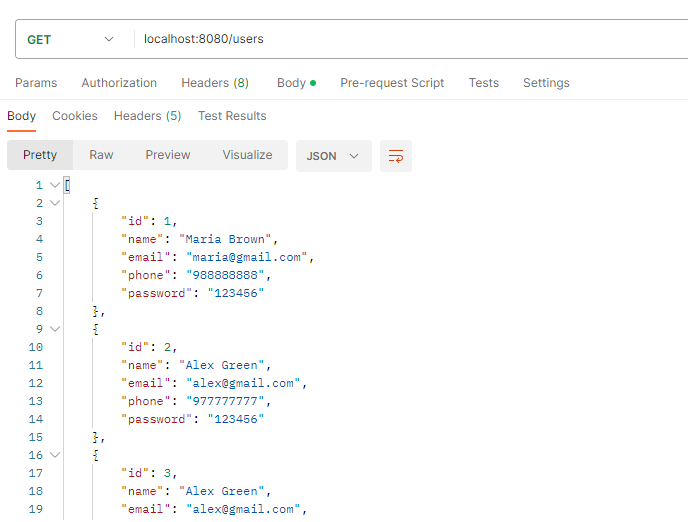 GET localhost:8080/users
Params Authorization Headers (8) Body Pre-request Script Tests Settings
Body Cookies Headers (5) Test Results
Pretty Raw Preview Visualize JSON
1 [
2 {
3 "id": 1,
4 "name": "Maria Brown",
5 "email": "maria@gmail.com",
6 "phone": "988888888",
7 "password": "123456"
8 },
9 {
10 "id": 2,
11 "name": "Alex Green",
12 "email": "alex@gmail.com",
13 "phone": "977777777",
14 "password": "123456"
15 },
16 {
17 "id": 3,
18 "name": "Alex Green",
19 "email": "alex@gmail.com",